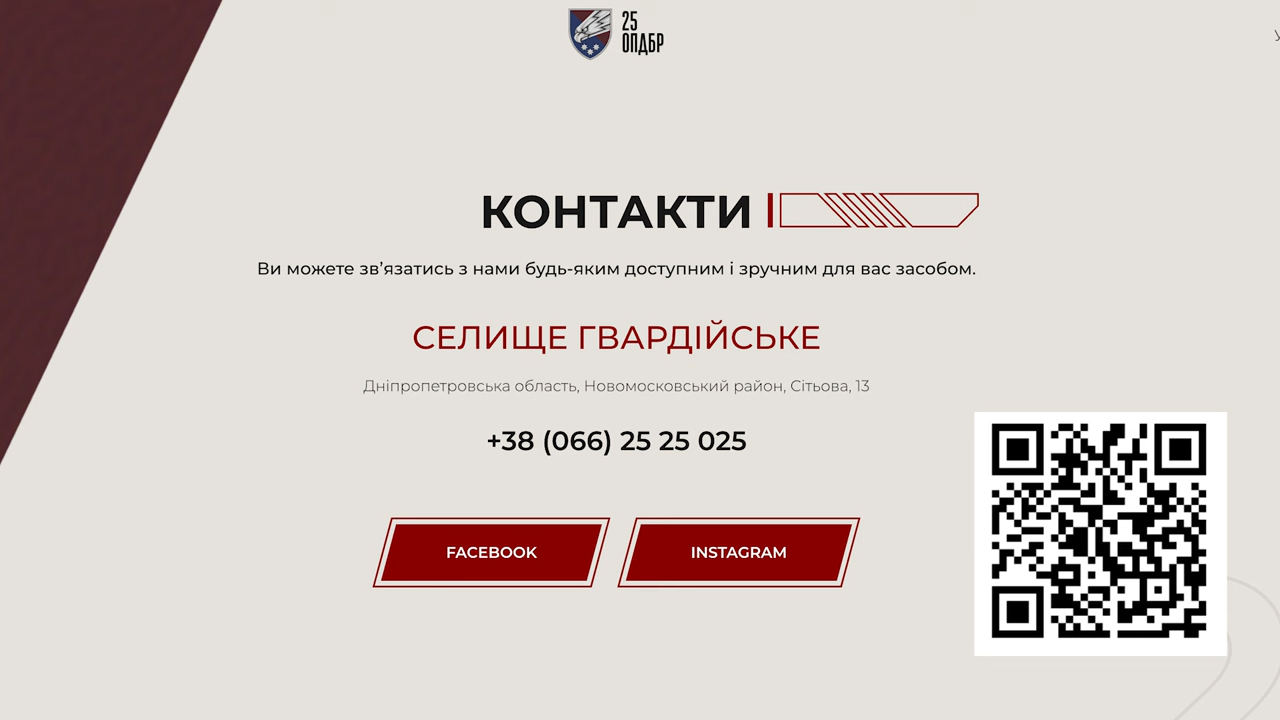 25
ОПДБР
КОНТАКТИ
Ви можете зв’язатись з нами будь-яким доступним і зручним для вас засобом.
СЕЛИЩЕ ГВАРДІЙСЬКЕ
Дніпропетровська область, Новомосковський район, Сітьова, 13
+38 (066) 25 25 025
FACEBOOK
INSTAGRAM